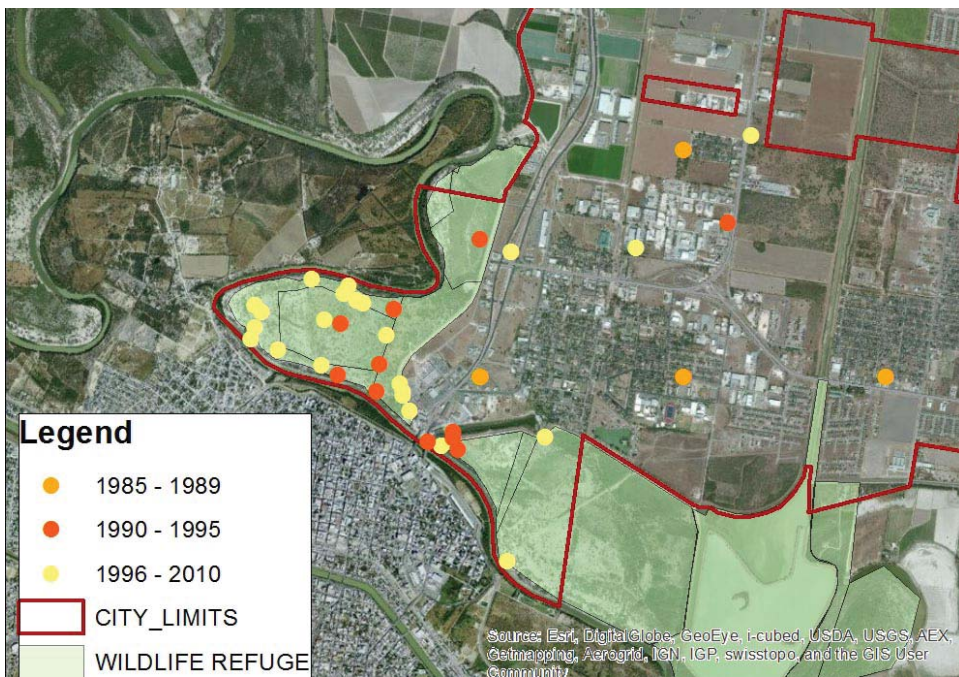 Legend
1985 - 1989
1990 - 1995
1996 - 2010
CITY_LIMITS
WILDLIFE REFUGE
Source: Esri, DigitalGlobe, GeoEye, i-cubed, USDA, USGS, AEX,
Getmapping, Aerogrid, IGN, IGP, swisstopo, and the GIS User
Community